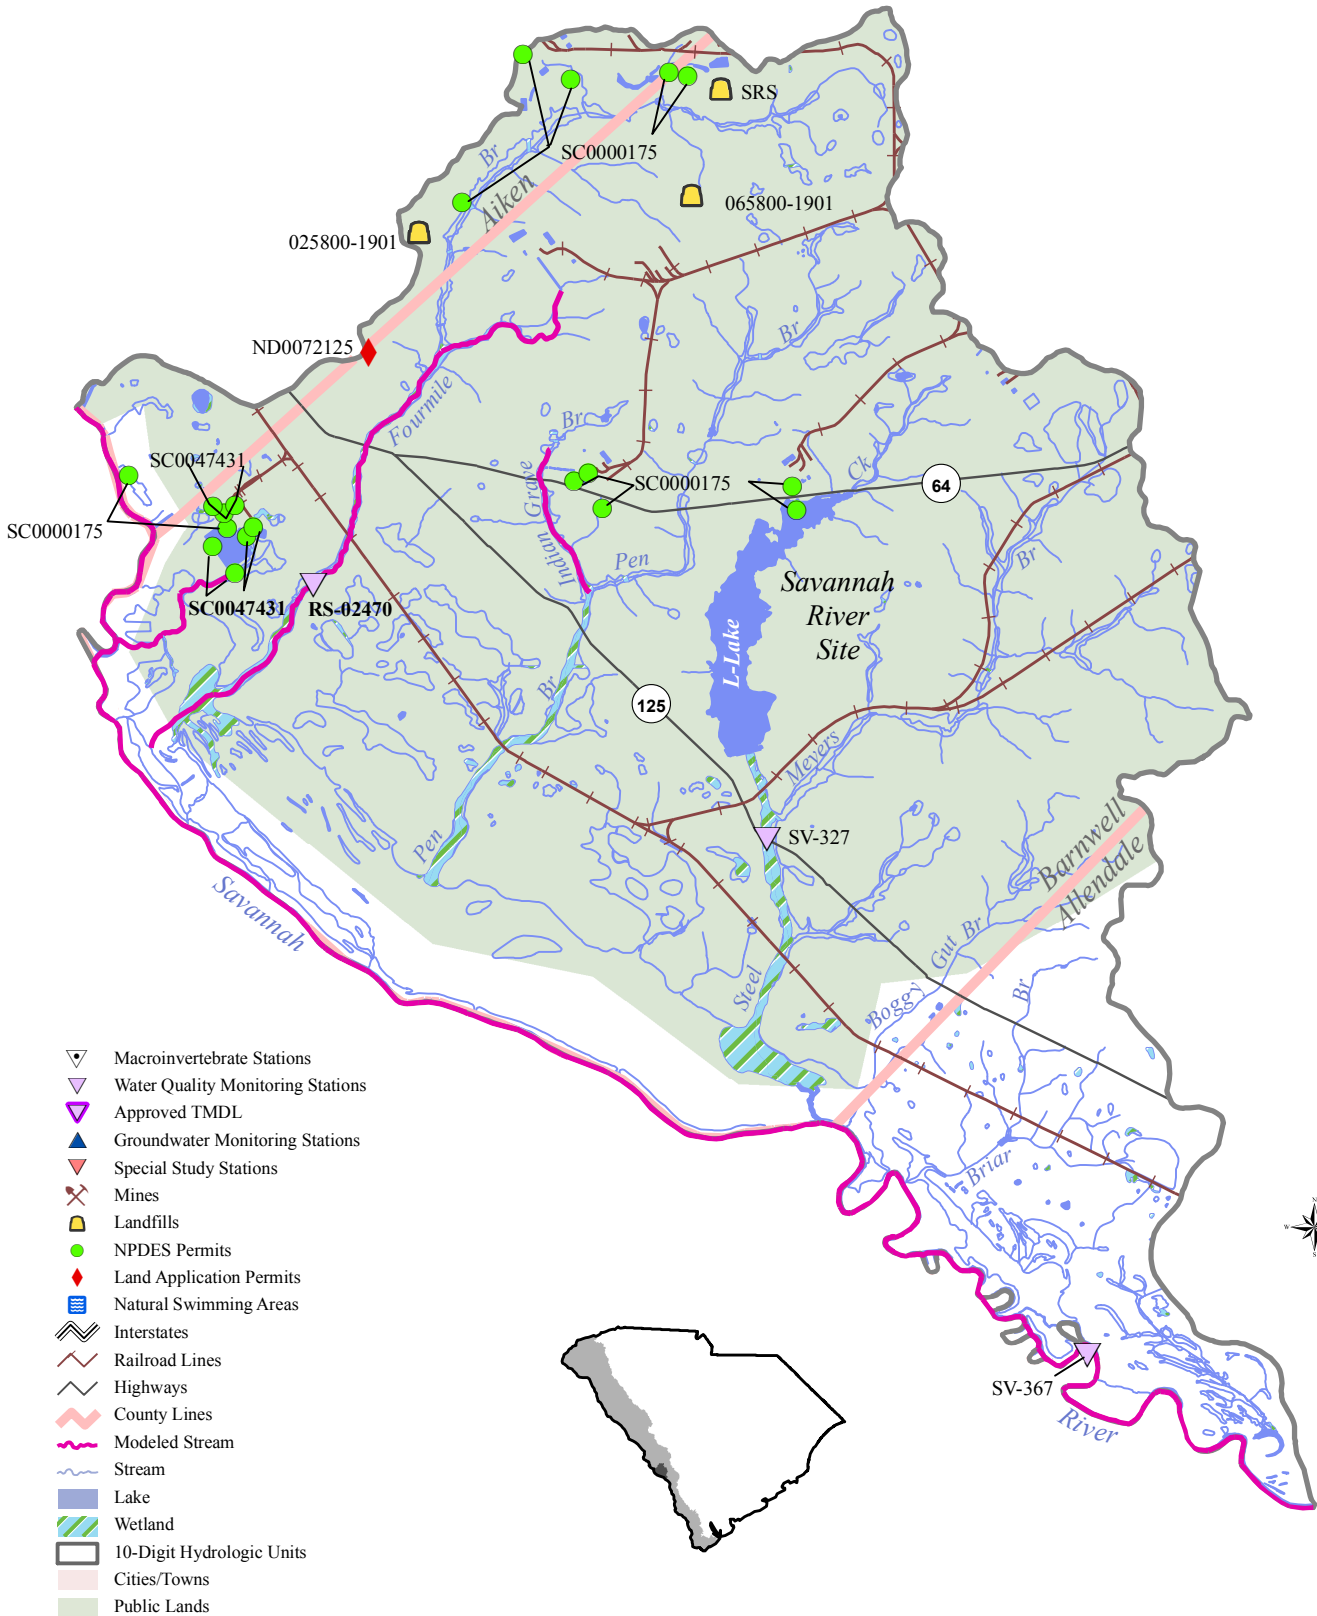 SRS
SC0000175
Br
Aiken
065800-1901
025800-1901
ND0072125
Br
Fourmile
Br
SC0047431
Indian Grave
SC0000175
Ck
64
SC0000175
Br
Pen
SC0047431
RS-02470
Savannah
River
Site
L-Lake
Br
125
Meyers
Pen
SV-327
Barnwell
Allendale
Savannah
Gut Br
Steel
Boggy
Br
Briar
SV-367
River
Macroinvertebrate Stations
Water Quality Monitoring Stations
Approved TMDL
Groundwater Monitoring Stations
Special Study Stations
Mines
Landfills
NPDES Permits
Land Application Permits
Natural Swimming Areas
Interstates
Railroad Lines
Highways
County Lines
Modeled Stream
Stream
Lake
Wetland
10-Digit Hydrologic Units
Cities/Towns
Public Lands
N
W
S